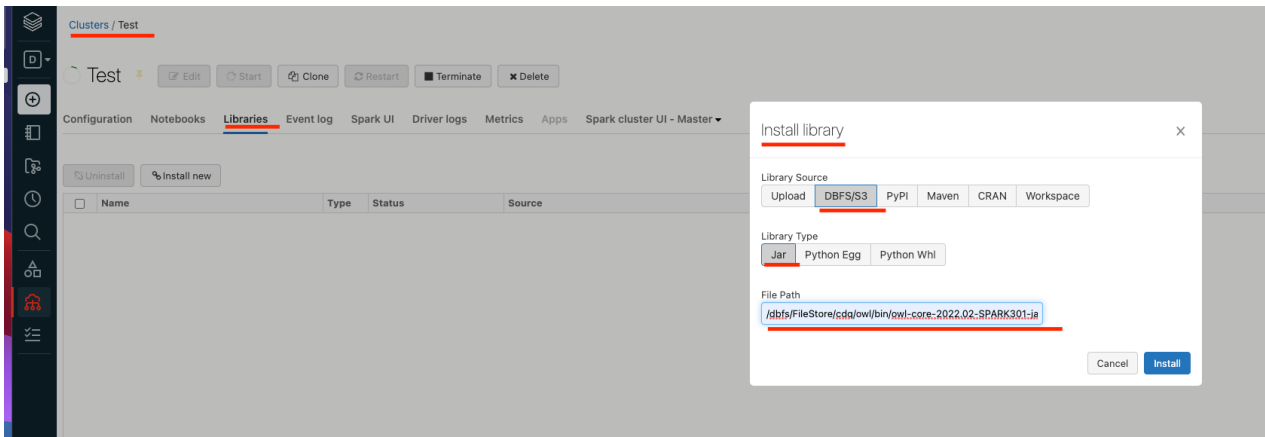 Clusters / Test
D
Test Edit Start Clone Restart Terminate Delete
Configuration Notebooks Libraries Event log Spark UI Driver logs Metrics Apps Spark cluster UI - Master
Uninstall Install new
Name Type Status Source
Install library
Library Source
Upload DBFS/S3 PyPI Maven CRAN Workspace
Library Type
Jar Python Egg Python Whl
File Path
/dbfs/FileStore/cdq/owl/bin/owl-core-2022.02-SPARK301-ja
Cancel Install